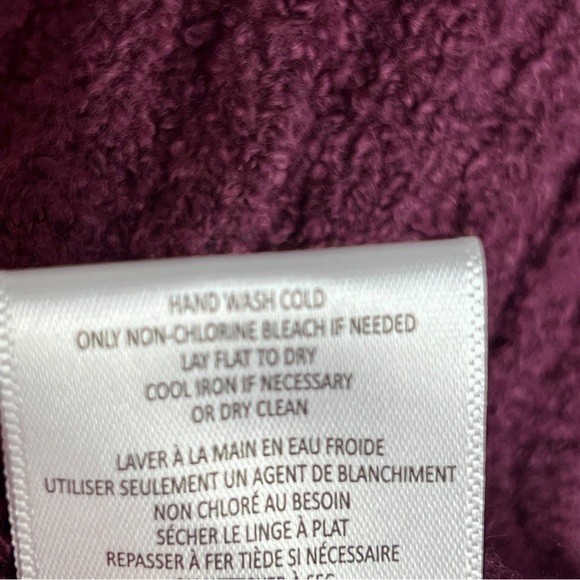 HAND WASH COLD
ONLY NON-CHLORINE BLEACH IF NEEDED
LAY FLAT TO DRY
COOL IRON IF NECESSARY
OR DRY CLEAN
LAVER À LA MAIN EN EAU FROIDE
UTILISER SEULEMENT UN AGENT DE BLANCHIMENT
NON CHLORÉ AU BESOIN
SÉCHER LE LINGE À PLAT
REPASSER À FER TIÈDE SI NÉCESSAIRE